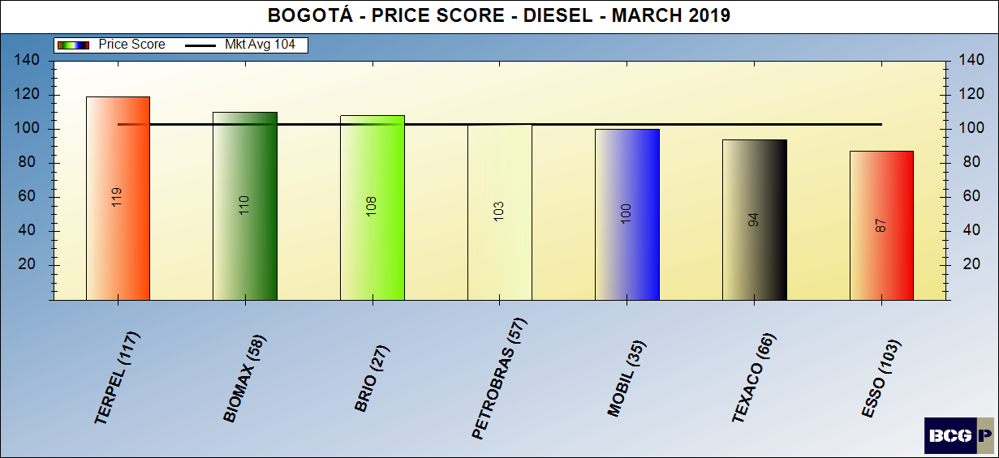 BOGOTÁ - PRICE SCORE - DIESEL - MARCH 2019
Price Score Mkt Avg 104
140 140
120 120
100 100
80 80
60 60
40 40
20 20
119 110 108 103 100 94 87
TERPEL (117)
BIOMAX (58)
BRIO (27)
PETROBRAS (57)
MOBIL (35)
TEXACO (66)
ESSO (103)
BCG P